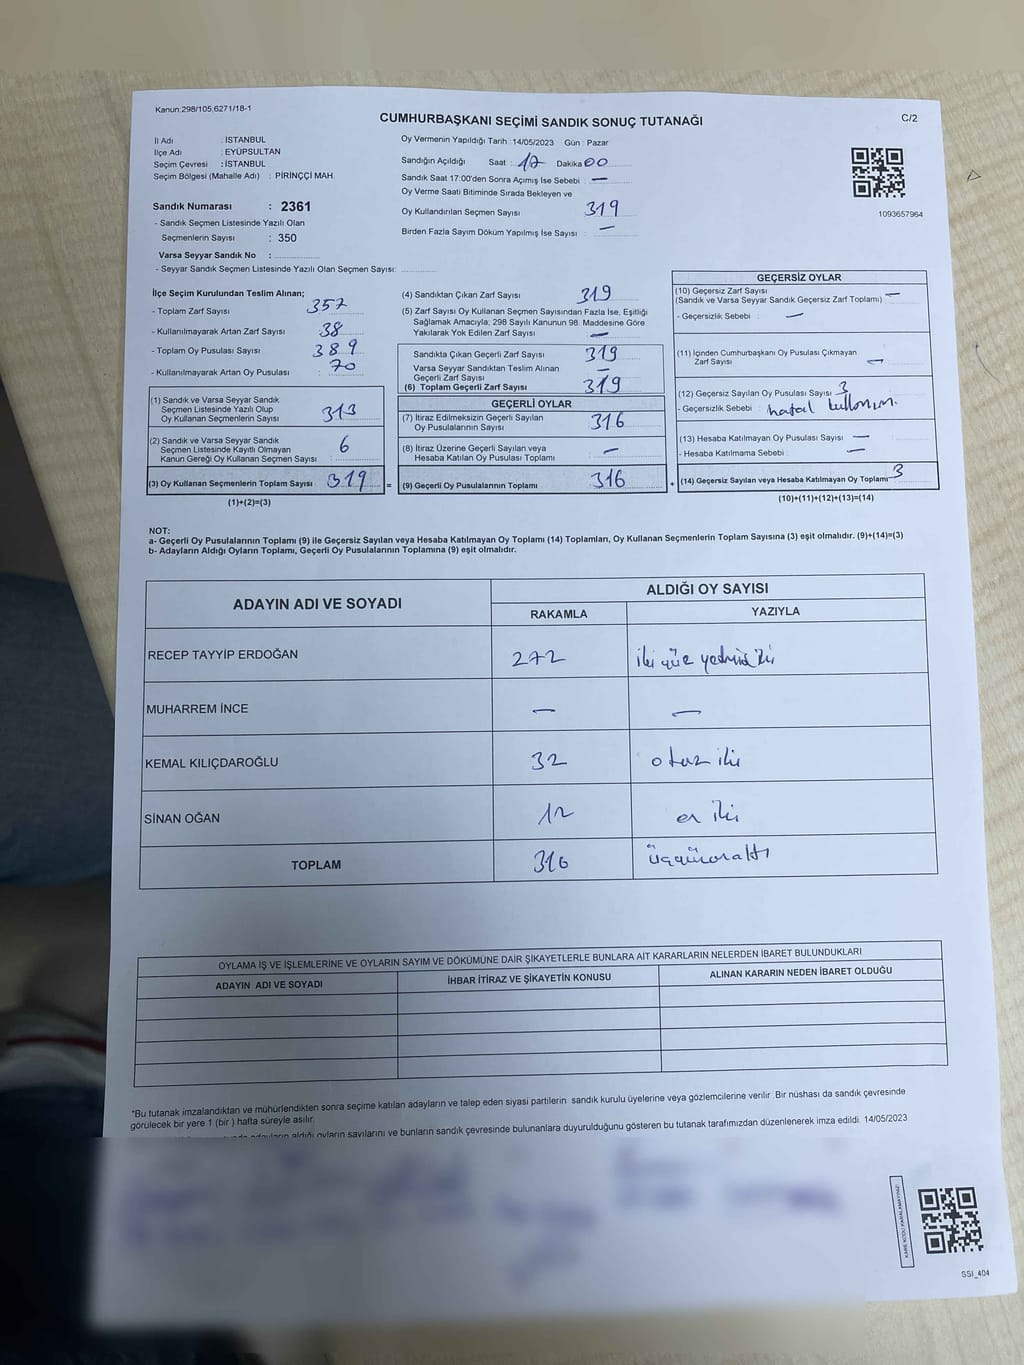 Kanun:298/105;6271/18-1
CUMHURBAŞKANI SEÇİMİ SANDIK SONUÇ TUTANAĞI
C/2
İl Adı : İSTANBUL
İlçe Adı : EYÜPSULTAN
Seçim Çevresi : İSTANBUL
Seçim Bölgesi (Mahalle Adı) : PİRİNÇÇİ MAH.
Sandık Numarası : 2361
- Sandık Seçmen Listesinde Yazılı Olan
Seçmenlerin Sayısı : 350
Varsa Seyyar Sandık No :
- Seyyar Sandık Seçmen Listesinde Yazılı Olan Seçmen Sayısı:
Oy Vermenin Yapıldığı Tarih : 14/05/2023 Gün : Pazar
Sandığın Açıldığı Saat : 17 Dakika 00
Sandık Saat 17:00'den Sonra Açımış İse Sebebi : —
Oy Verme Saati Bitiminde Sırada Bekleyen ve
Oy Kullandırılan Seçmen Sayısı 319
Birden Fazla Sayım Döküm Yapılmış İse Sayısı : —
1093657964
İlçe Seçim Kurulundan Teslim Alınan;
- Toplam Zarf Sayısı : 357
- Kullanılmayarak Artan Zarf Sayısı : 38
- Toplam Oy Pusulası Sayısı : 389
- Kullanılmayarak Artan Oy Pusulası : 70
(1) Sandık ve Varsa Seyyar Sandık
Seçmen Listesinde Yazılı Olup
Oy Kullanan Seçmenlerin Sayısı 313
(2) Sandık ve Varsa Seyyar Sandık
Seçmen Listesinde Kayıtlı Olmayan
Kanun Gereği Oy Kullanan Seçmen Sayısı 6
(3) Oy Kullanan Seçmenlerin Toplam Sayısı 319
=
(1)+(2)=(3)
(4) Sandıktan Çıkan Zarf Sayısı 319
(5) Zarf Sayısı Oy Kullanan Seçmen Sayısından Fazla İse, Eşitliği
Sağlamak Amacıyla; 298 Sayılı Kanunun 98. Maddesine Göre
Yakılarak Yok Edilen Zarf Sayısı : —
Sandıkta Çıkan Geçerli Zarf Sayısı 319
Varsa Seyyar Sandıktan Teslim Alınan
Geçerli Zarf Sayısı —
(6) Toplam Geçerli Zarf Sayısı 319
GEÇERLİ OYLAR
(7) İtiraz Edilmeksizin Geçerli Sayılan
Oy Pusulalarının Sayısı 316
(8) İtiraz Üzerine Geçerli Sayılan veya
Hesaba Katılan Oy Pusulası Toplamı —
(9) Geçerli Oy Pusulalarının Toplamı 316
+
GEÇERSİZ OYLAR
(10) Geçersiz Zarf Sayısı
(Sandık ve Varsa Seyyar Sandık Geçersiz Zarf Toplamı) —
- Geçersizlik Sebebi : —
(11) İçinden Cumhurbaşkanı Oy Pusulası Çıkmayan
Zarf Sayısı —
(12) Geçersiz Sayılan Oy Pusulası Sayısı 3
- Geçersizlik Sebebi : hatalı kullanım.
(13) Hesaba Katılmayan Oy Pusulası Sayısı —
- Hesaba Katılmama Sebebi : —
(14) Geçersiz Sayılan veya Hesaba Katılmayan Oy Toplamı 3
(10)+(11)+(12)+(13)=(14)
NOT:
a- Geçerli Oy Pusulalarının Toplamı (9) ile Geçersiz Sayılan veya Hesaba Katılmayan Oy Toplamı (14) Toplamları, Oy Kullanan Seçmenlerin Toplam Sayısına (3) eşit olmalıdır. (9)+(14)=(3)
b- Adayların Aldığı Oyların Toplamı, Geçerli Oy Pusulalarının Toplamına (9) eşit olmalıdır.
ADAYIN ADI VE SOYADI
ALDIĞI OY SAYISI
RAKAMLA YAZIYLA
RECEP TAYYİP ERDOĞAN 272 iki yüz yetmiş iki
MUHARREM İNCE — —
KEMAL KILIÇDAROĞLU 32 otuz iki
SİNAN OĞAN 12 on iki
TOPLAM 316 üçyüzonaltı
OYLAMA İŞ VE İŞLEMLERİNE VE OYLARIN SAYIM VE DÖKÜMÜNE DAİR ŞİKAYETLERLE BUNLARA AİT KARARLARIN NELERDEN İBARET BULUNDUKLARI
ADAYIN ADI VE SOYADI İHBAR İTİRAZ VE ŞİKAYETİN KONUSU ALINAN KARARIN NEDEN İBARET OLDUĞU
*Bu tutanak imzalandıktan ve mühürlendikten sonra seçime katılan adayların ve talep eden siyasi partilerin sandık kurulu üyelerine veya gözlemcilerine verilir. Bir nüshası da sandık çevresinde
görülecek bir yere 1 (bir ) hafta süreyle asılır.
adayların aldığı oyların sayılarını ve bunların sandık çevresinde bulunanlara duyurulduğunu gösteren bu tutanak tarafımızdan düzenlenerek imza edildi. 14/05/2023
KARE KODU KARALAMAYINIZ!
SSI_404